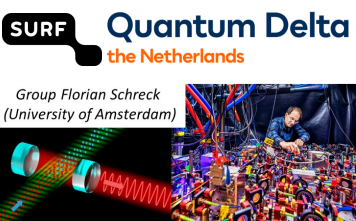 SURF
Quantum Delta
the Netherlands
Group Florian Schreck
(University of Amsterdam)